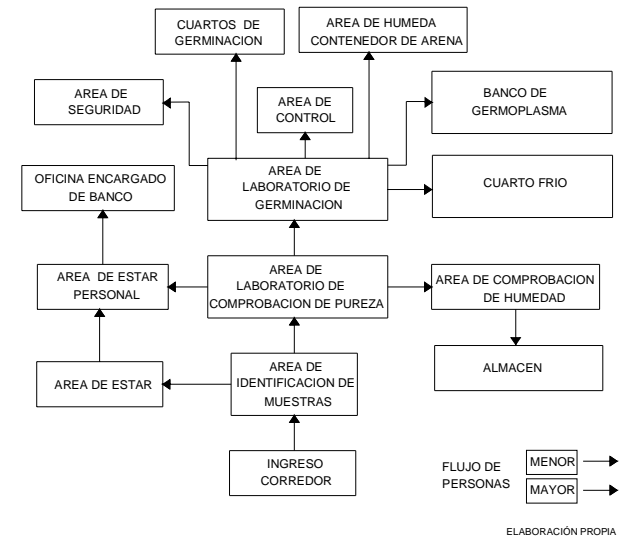 CUARTOS DE
GERMINACION
AREA DE HUMEDA
CONTENEDOR DE ARENA
AREA DE
SEGURIDAD
AREA DE
CONTROL
BANCO DE
GERMOPLASMA
OFICINA ENCARGADO
DE BANCO
AREA DE
LABORATORIO DE
GERMINACION
CUARTO FRIO
AREA DE ESTAR
PERSONAL
AREA DE
LABORATORIO DE
COMPROBACION DE PUREZA
AREA DE COMPROBACION
DE HUMEDAD
AREA DE ESTAR
AREA DE
IDENTIFICACION DE
MUESTRAS
ALMACEN
INGRESO
CORREDOR
FLUJO DE
PERSONAS
MENOR
MAYOR
ELABORACIÓN PROPIA